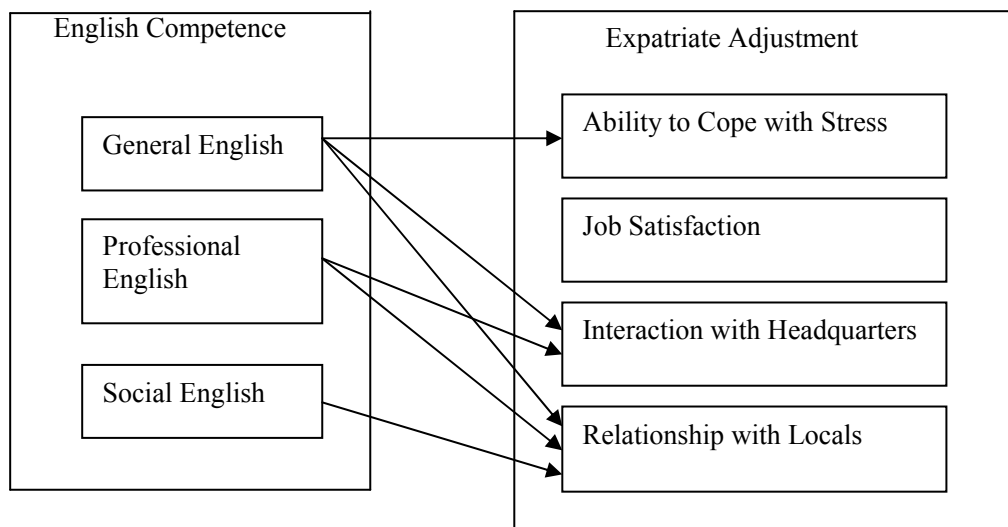 English Competence
General English
Professional
English
Social English
Expatriate Adjustment
Ability to Cope with Stress
Job Satisfaction
Interaction with Headquarters
Relationship with Locals